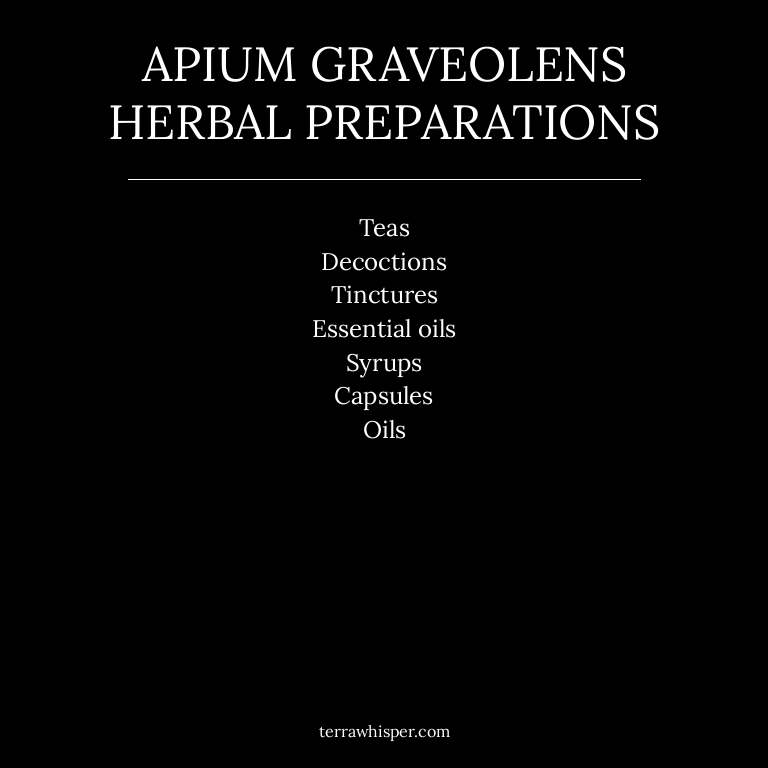 APIUM GRAVEOLENS
HERBAL PREPARATIONS
Teas
Decoctions
Tinctures
Essential oils
Syrups
Capsules
Oils
terrawhisper.com